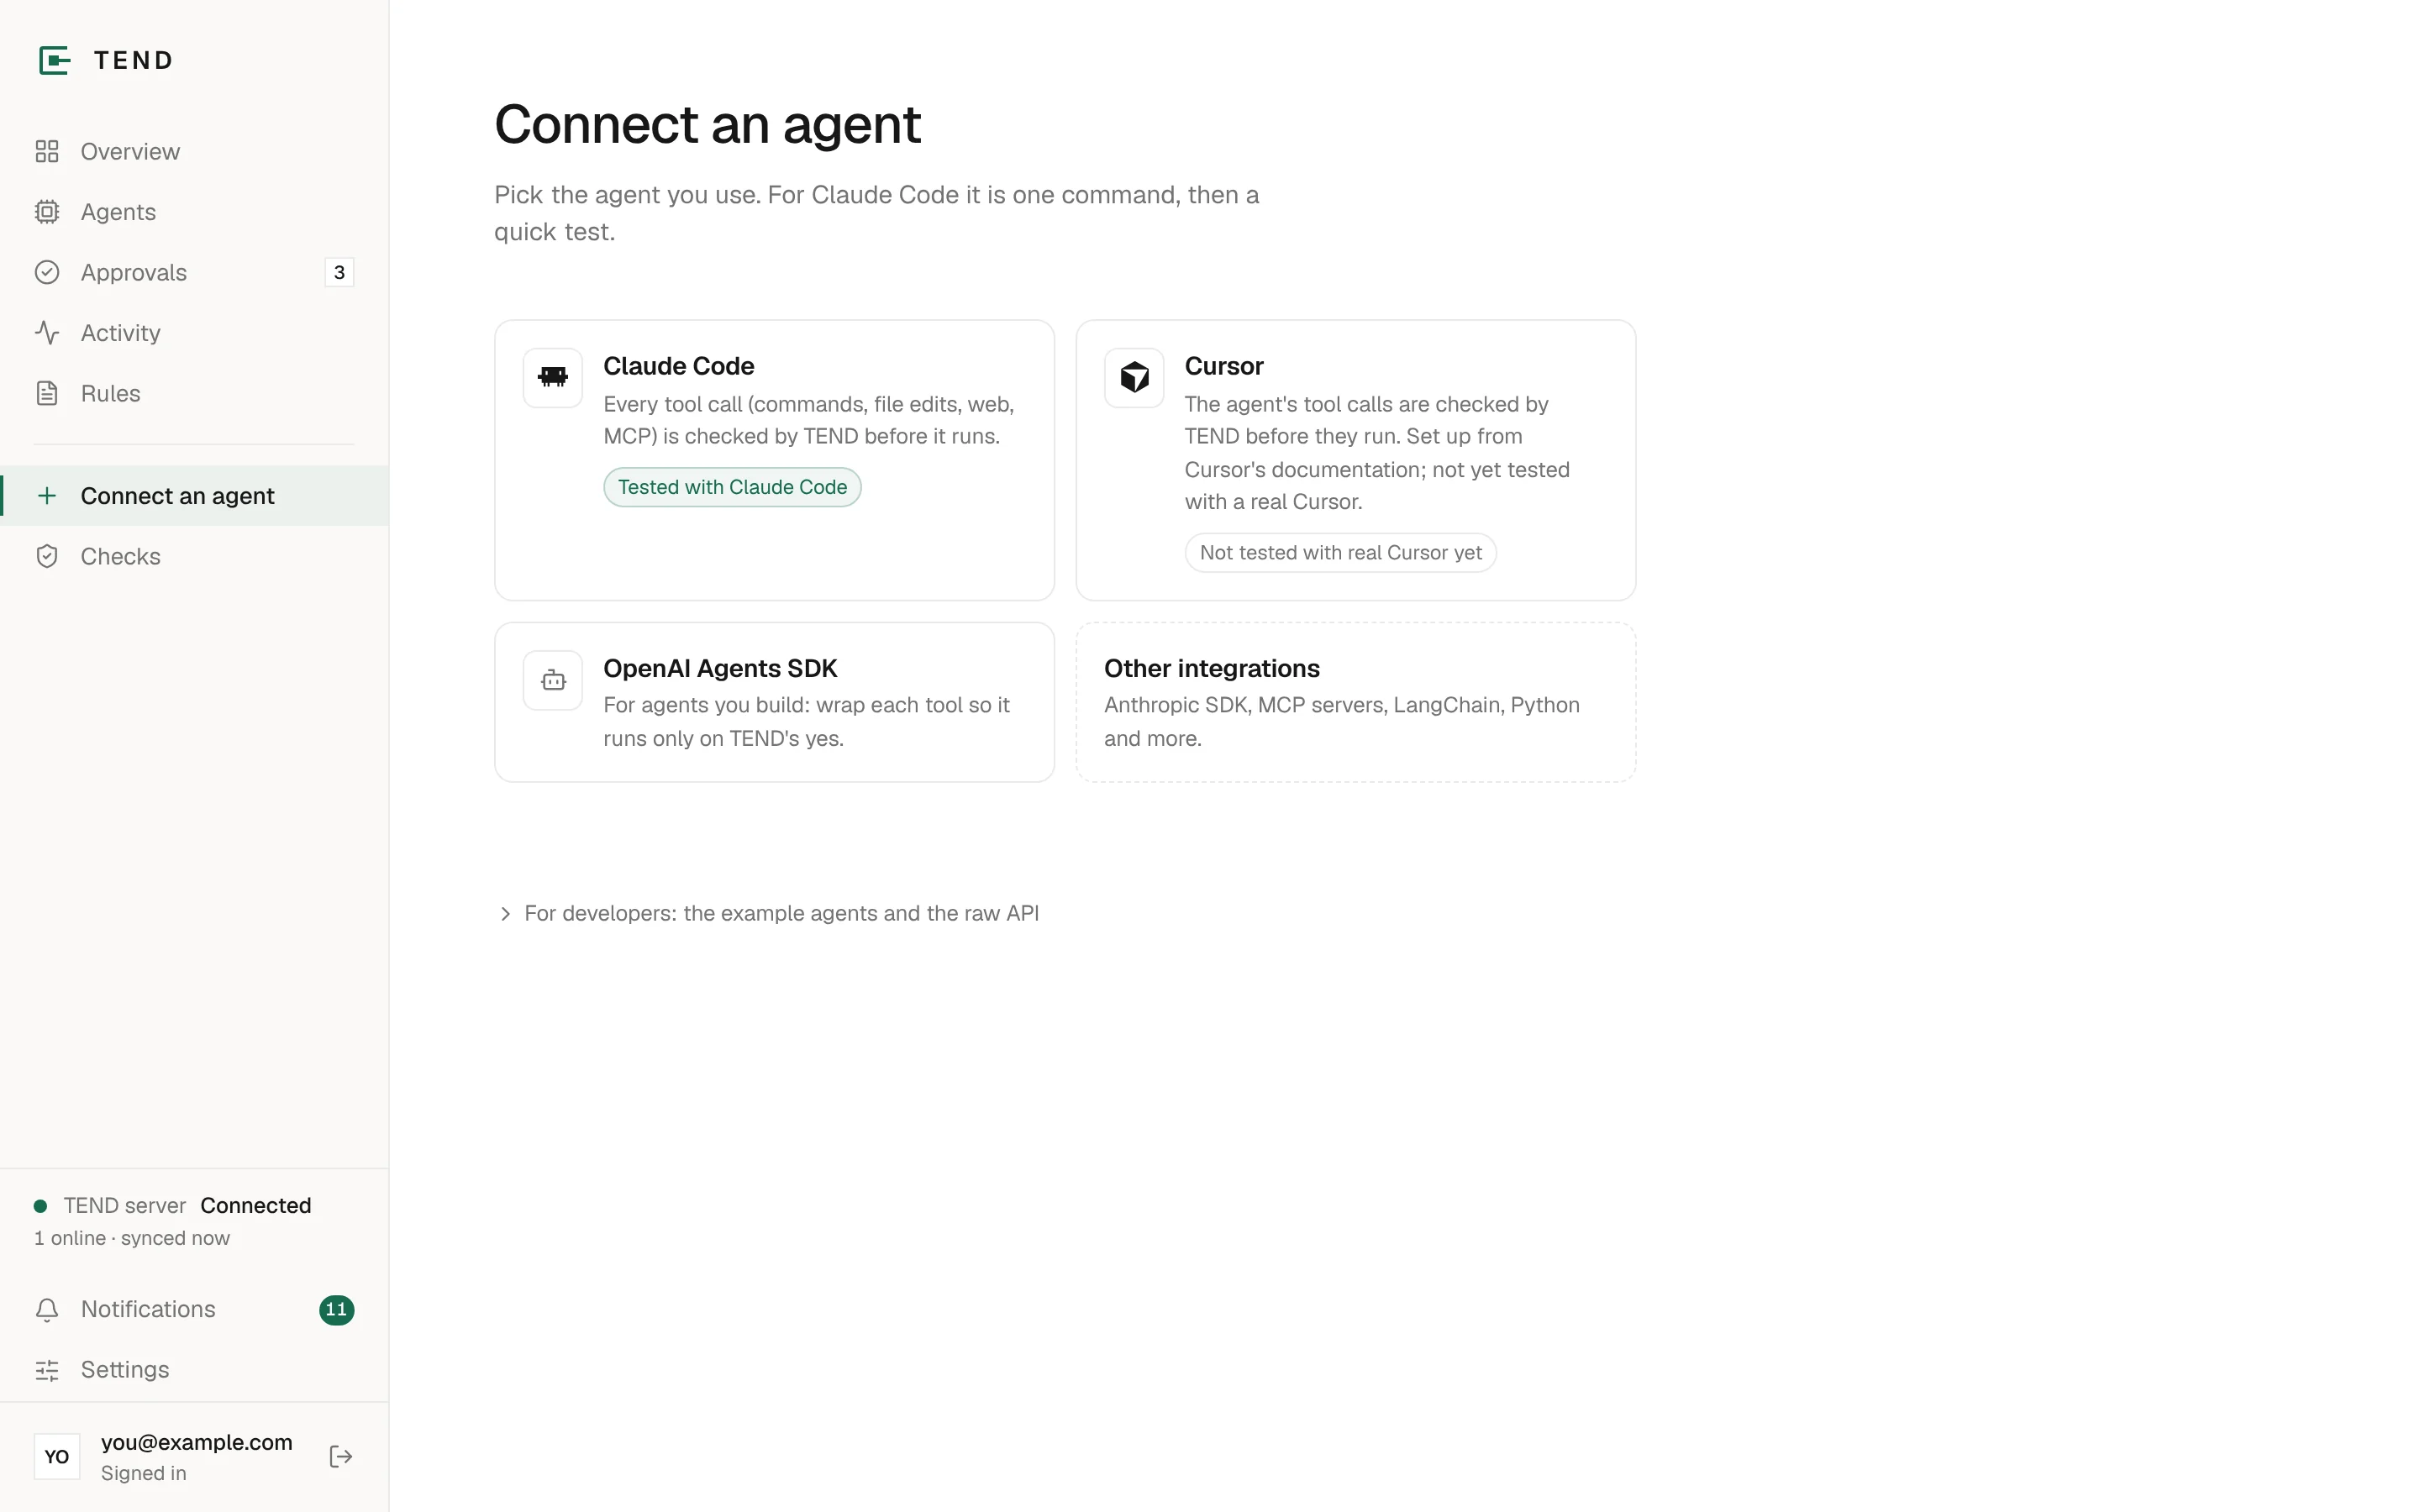 TEND
Overview
Agents
Approvals 3
Activity
Rules
Connect an agent
Checks
TEND server Connected
1 online · synced now
Notifications 11
Settings
YO
you@example.com
Signed in
Connect an agent
Pick the agent you use. For Claude Code it is one command, then a
quick test.
Claude Code
Every tool call (commands, file edits, web,
MCP) is checked by TEND before it runs.
Tested with Claude Code
Cursor
The agent's tool calls are checked by
TEND before they run. Set up from
Cursor's documentation; not yet tested
with a real Cursor.
Not tested with real Cursor yet
OpenAI Agents SDK
For agents you build: wrap each tool so it
runs only on TEND's yes.
Other integrations
Anthropic SDK, MCP servers, LangChain, Python
and more.
For developers: the example agents and the raw API